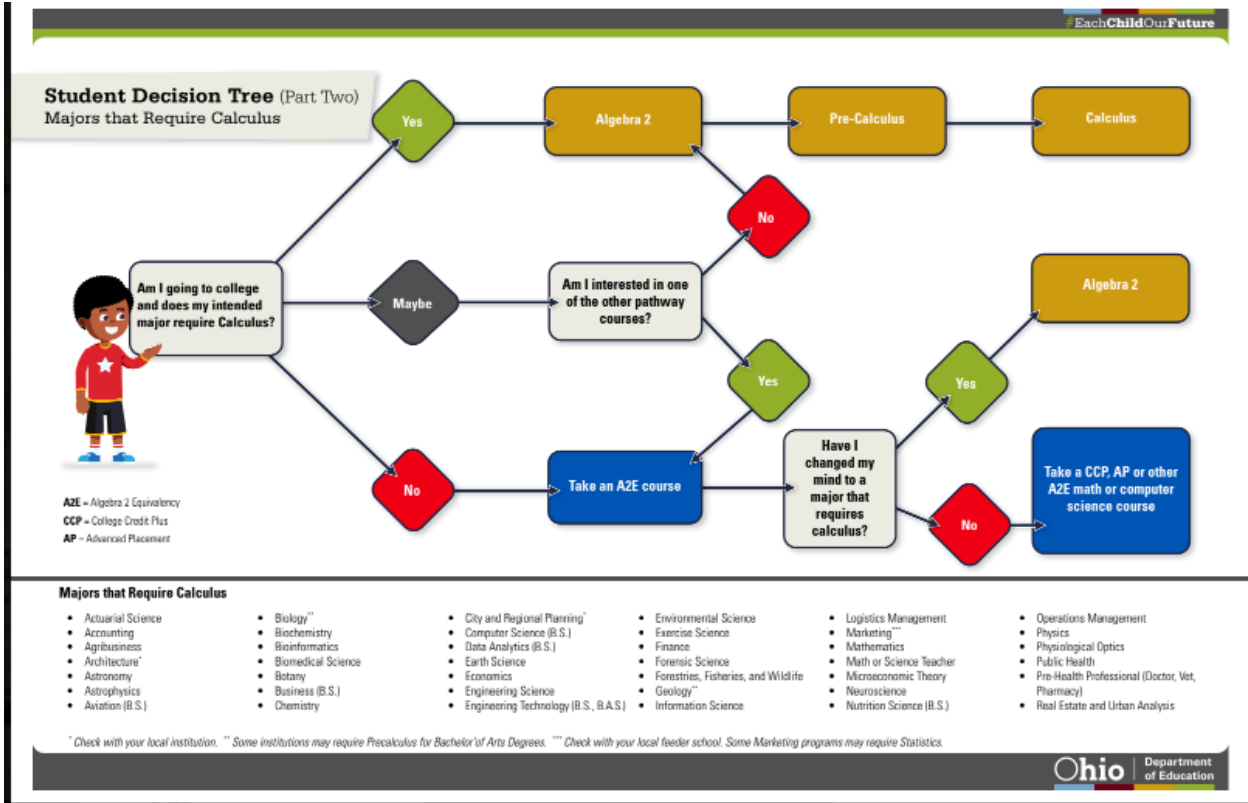 #EachChildOurFuture
Student Decision Tree (Part Two)
Majors that Require Calculus
Yes
Algebra 2
Pre-Calculus
Calculus
No
Am I going to college
and does my intended
major require Calculus?
Maybe
Am I interested in one
of the other pathway
courses?
Algebra 2
Yes
Yes
No
Take an A2E course
Have I
changed my
mind to a
major that
requires
calculus?
No
Take a CCP, AP or other
A2E math or computer
science course
A2E = Algebra 2 Equivalency
CCP = College Credit Plus
AP = Advanced Placement
Majors that Require Calculus
• Actuarial Science
• Accounting
• Agribusiness
• Architecture*
• Astronomy
• Astrophysics
• Aviation (B.S.)
• Biology**
• Biochemistry
• Bioinformatics
• Biomedical Science
• Botany
• Business (B.S.)
• Chemistry
• City and Regional Planning*
• Computer Science (B.S.)
• Data Analytics (B.S.)
• Earth Science
• Economics
• Engineering Science
• Engineering Technology (B.S., B.A.S.)
• Environmental Science
• Exercise Science
• Finance
• Forensic Science
• Forestries, Fisheries, and Wildlife
• Geology**
• Information Science
• Logistics Management
• Marketing***
• Mathematics
• Math or Science Teacher
• Microeconomic Theory
• Neuroscience
• Nutrition Science (B.S.)
• Operations Management
• Physics
• Physiological Optics
• Public Health
• Pre-Health Professional (Doctor, Vet,
Pharmacy)
• Real Estate and Urban Analysis
* Check with your local institution. ** Some institutions may require Precalculus for Bachelor of Arts Degrees. *** Check with your local feeder school. Some Marketing programs may require Statistics.
Ohio
Department
of Education